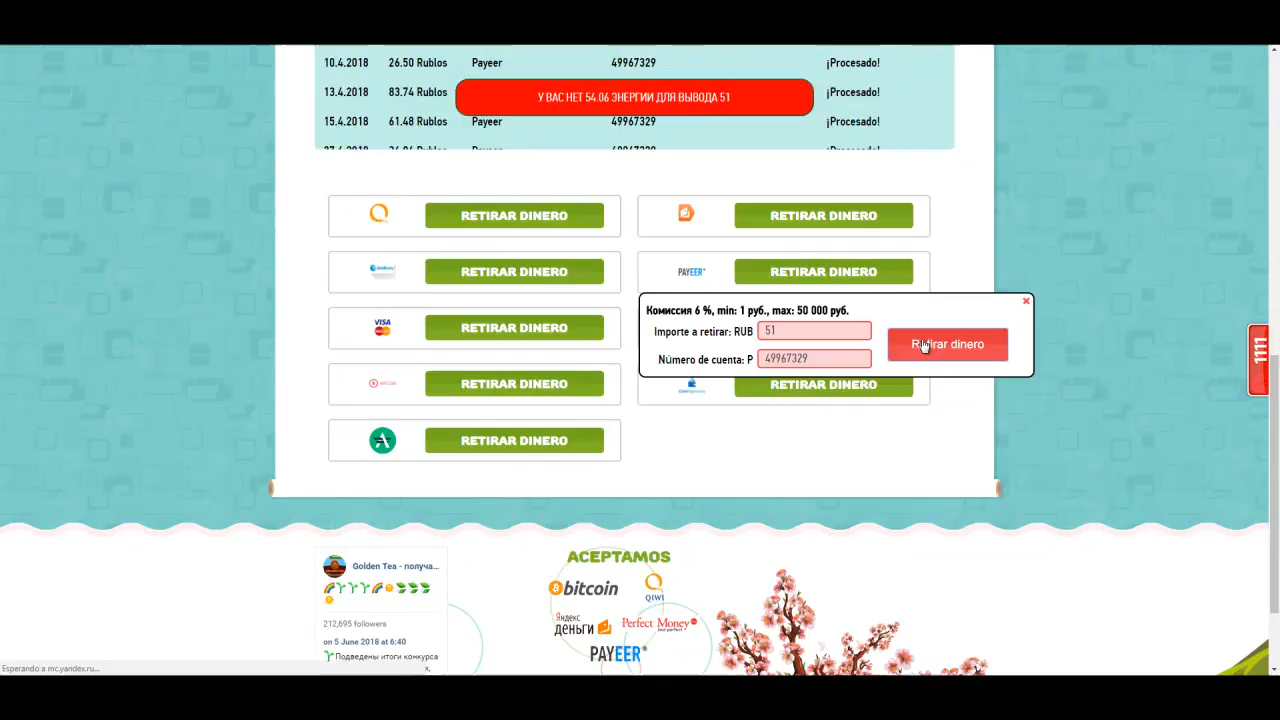 10.4.2018 26.50 Rublos Payeer 49967329 ¡Procesado!
13.4.2018 83.74 Rublos ¡Procesado!
У ВАС НЕТ 54.06 ЭНЕРГИИ ДЛЯ ВЫВОДА 51
15.4.2018 61.48 Rublos Payeer 49967329 ¡Procesado!
RETIRAR DINERO RETIRAR DINERO
RETIRAR DINERO PAYEER RETIRAR DINERO
Комиссия 6 %, min: 1 руб., max: 50 000 руб.
VISA RETIRAR DINERO
Importe a retirar: RUB 51
Retirar dinero
Número de cuenta: P 49967329
RETIRAR DINERO RETIRAR DINERO
RETIRAR DINERO
1111
ACEPTAMOS
Golden Tea - получа...
bitcoin
QIWI
212,695 followers
Яндекс
деньги
Perfect Money
on 5 June 2018 at 6:40
Подведены итоги конкурса
PAYEER
Esperando a mc.yandex.ru...